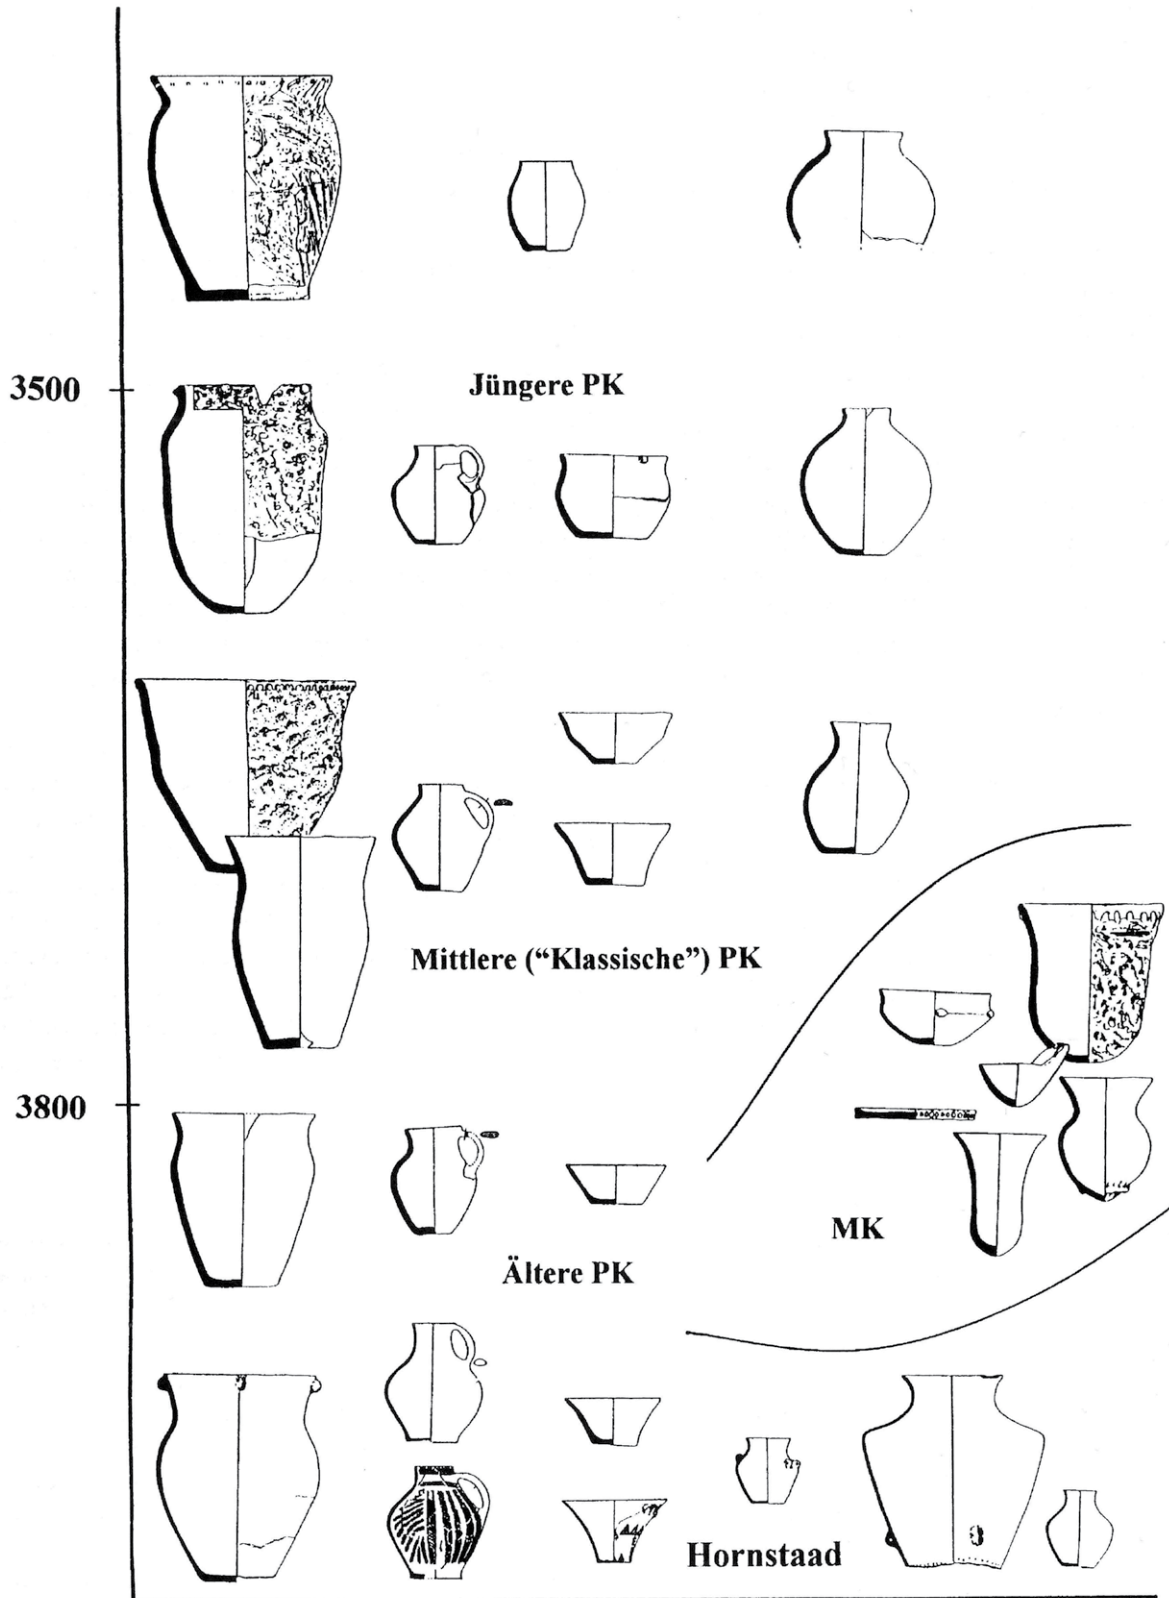 3500
Jüngere PK
Mittlere (“Klassische”) PK
3800
MK
Ältere PK
Hornstaad